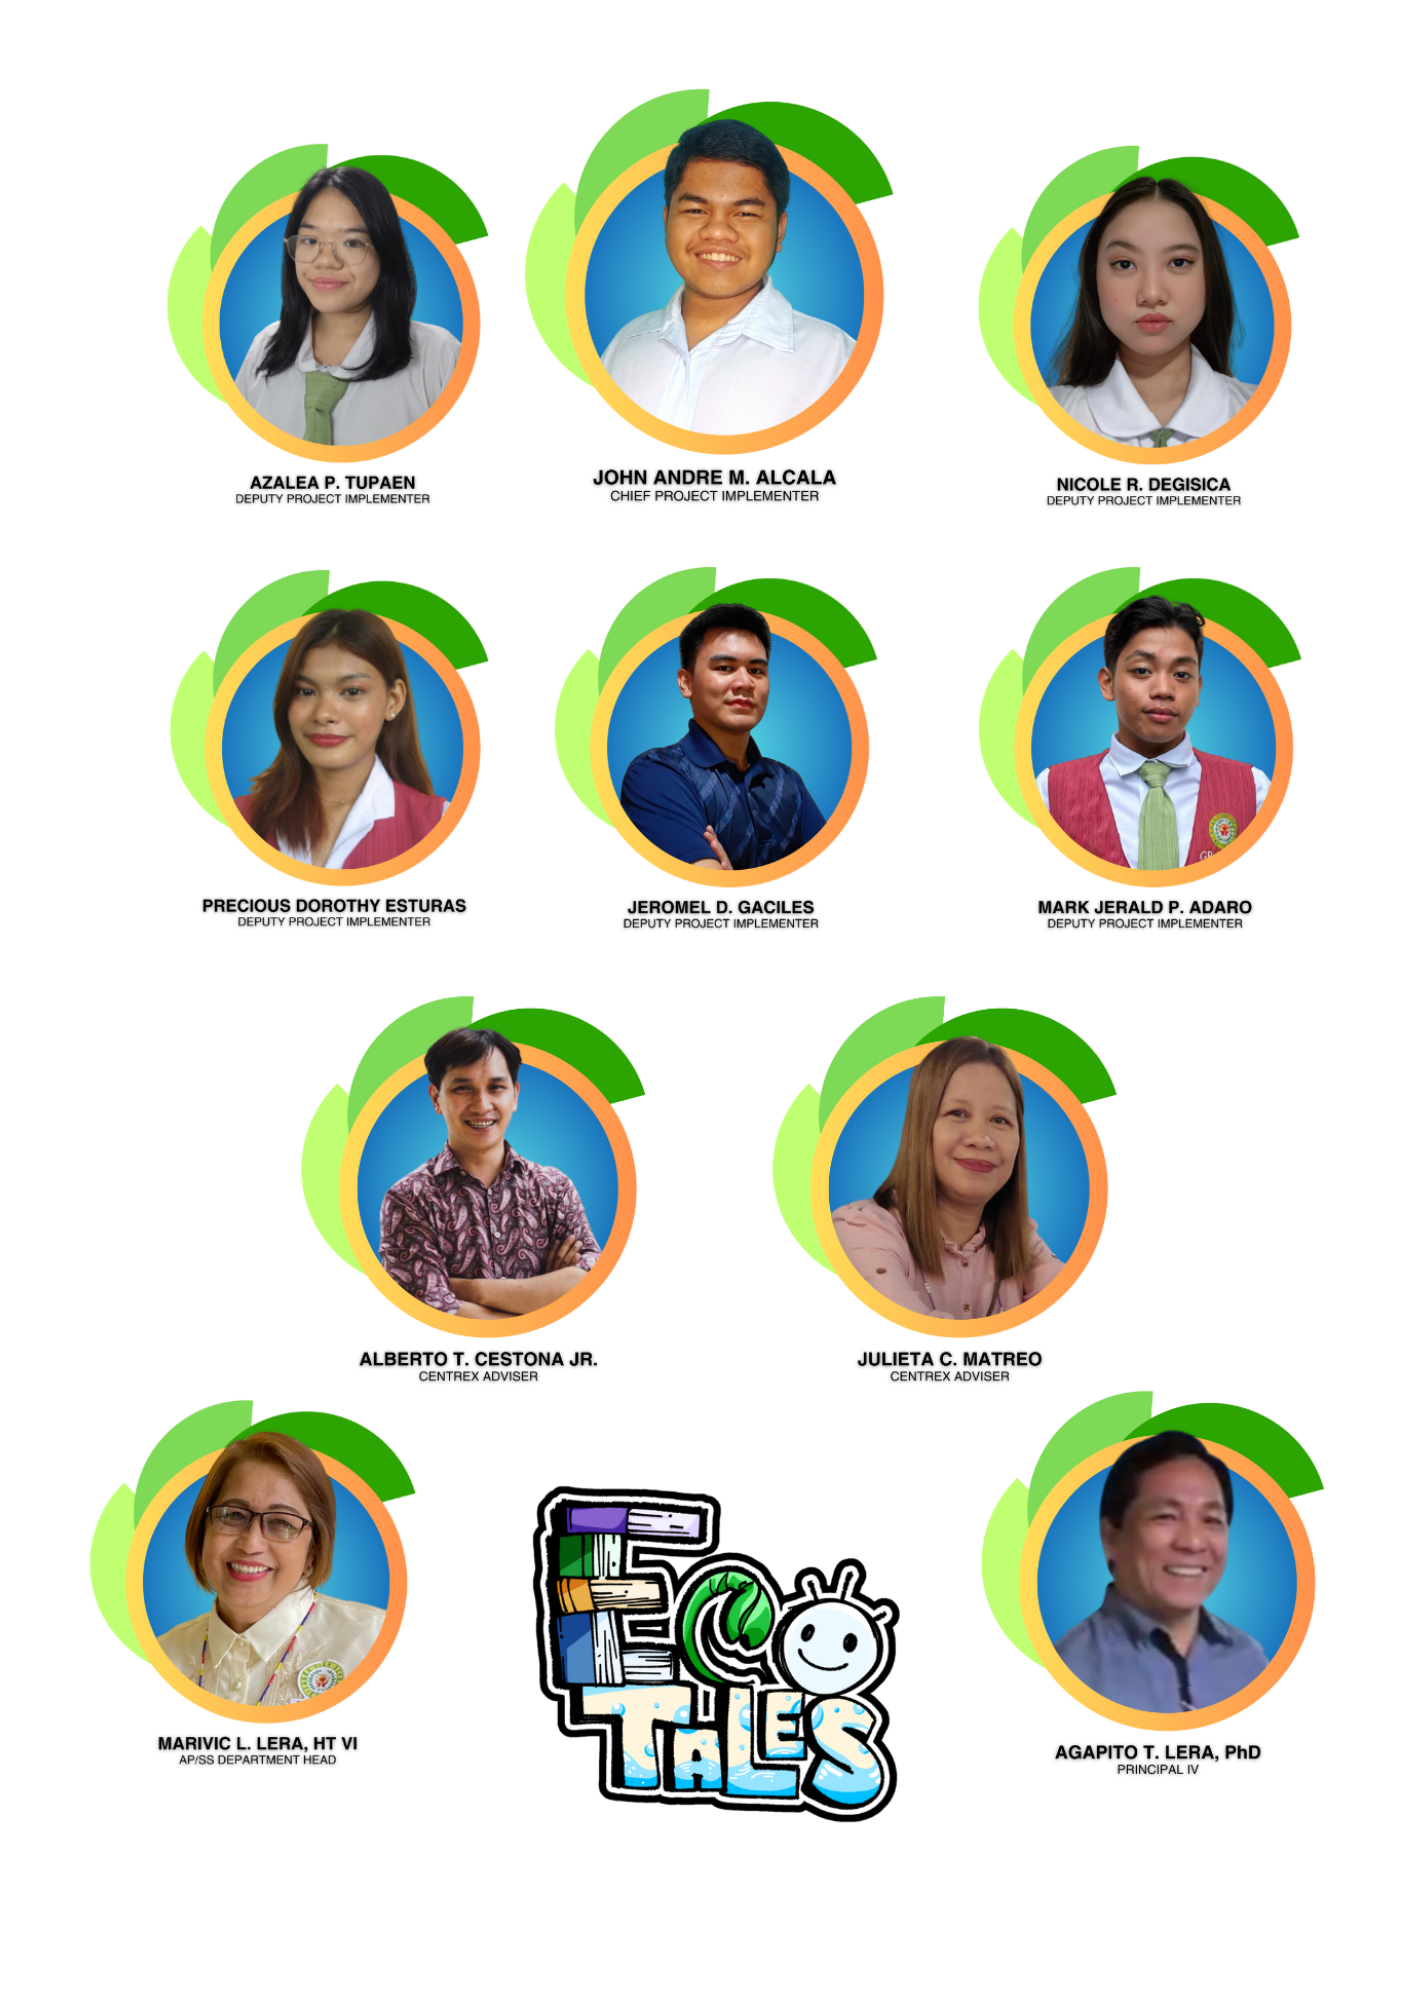 AZALEA P. TUPAEN
DEPUTY PROJECT IMPLEMENTER
JOHN ANDRE M. ALCALA
CHIEF PROJECT IMPLEMENTER
NICOLE R. DEGISICA
DEPUTY PROJECT IMPLEMENTER
PRECIOUS DOROTHY ESTURAS
DEPUTY PROJECT IMPLEMENTER
JEROMEL D. GACILES
DEPUTY PROJECT IMPLEMENTER
GR
MARK JERALD P. ADARO
DEPUTY PROJECT IMPLEMENTER
ALBERTO T. CESTONA JR.
CENTREX ADVISER
JULIETA C. MATREO
CENTREX ADVISER
MARIVIC L. LERA, HT VI
AP/SS DEPARTMENT HEAD
ECO
TALES
AGAPITO T. LERA, PhD
PRINCIPAL IV